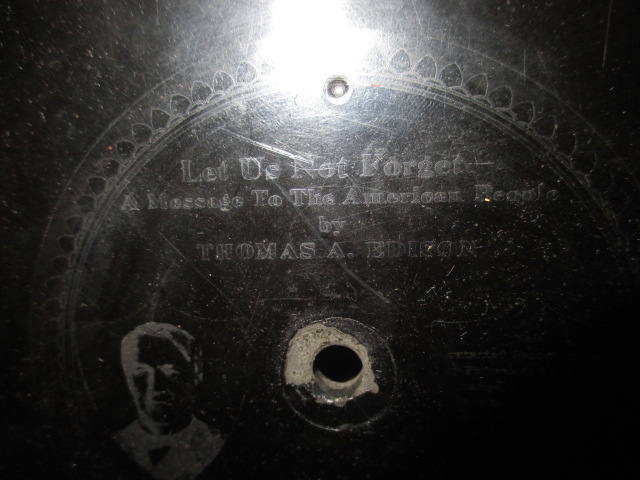 Let Us Not Forget—
A Message To The American People
by
THOMAS A. EDISON